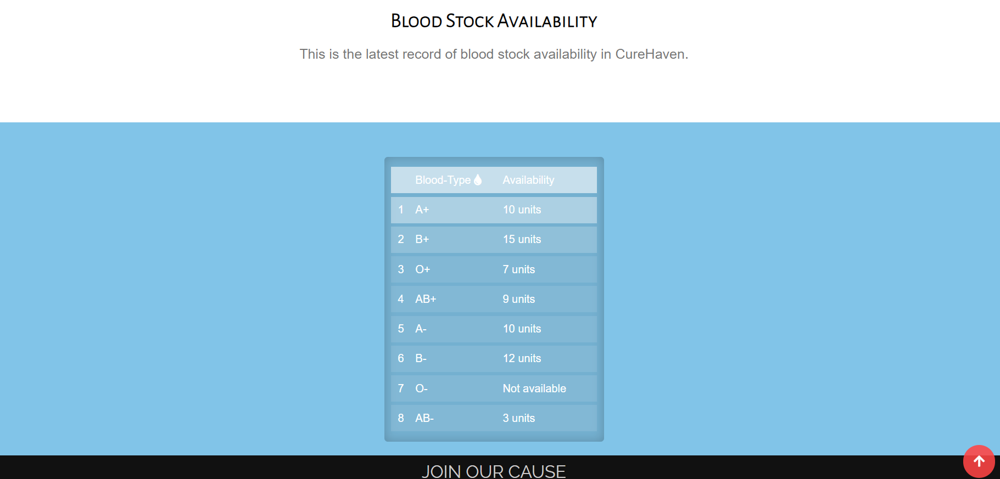 Blood Stock Availability
This is the latest record of blood stock availability in CureHaven.
Blood-Type Availability
1 A+ 10 units
2 B+ 15 units
3 O+ 7 units
4 AB+ 9 units
5 A- 10 units
6 B- 12 units
7 O- Not available
8 AB- 3 units
JOIN OUR CAUSE